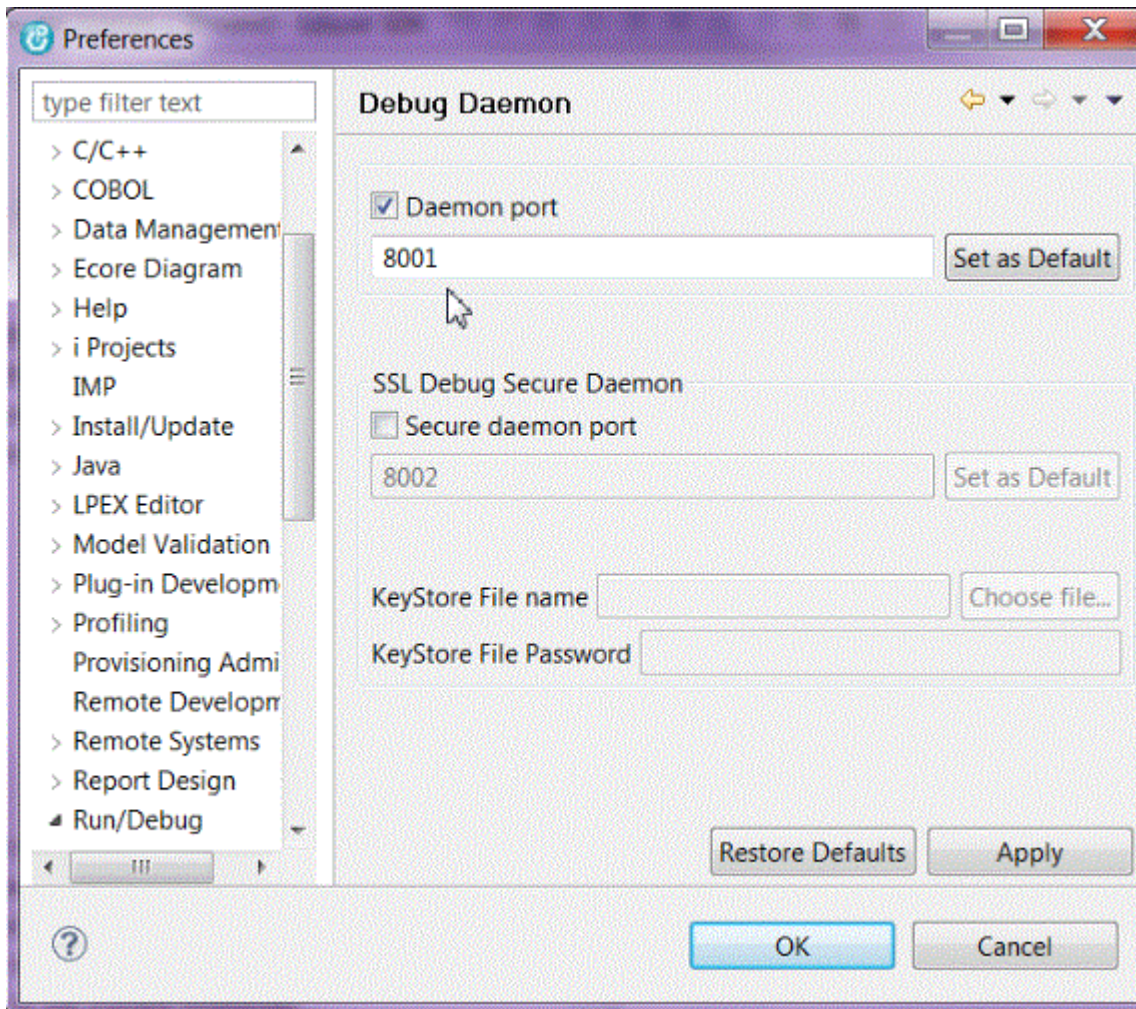 Preferences
type filter text
C/C++
COBOL
Data Management
Ecore Diagram
Help
i Projects
IMP
Install/Update
Java
LPEX Editor
Model Validation
Plug-in Developm
Profiling
Provisioning Admi
Remote Developm
Remote Systems
Report Design
Run/Debug
Debug Daemon
Daemon port
8001
Set as Default
SSL Debug Secure Daemon
Secure daemon port
8002
Set as Default
KeyStore File name
Choose file...
KeyStore File Password
Restore Defaults
Apply
OK
Cancel